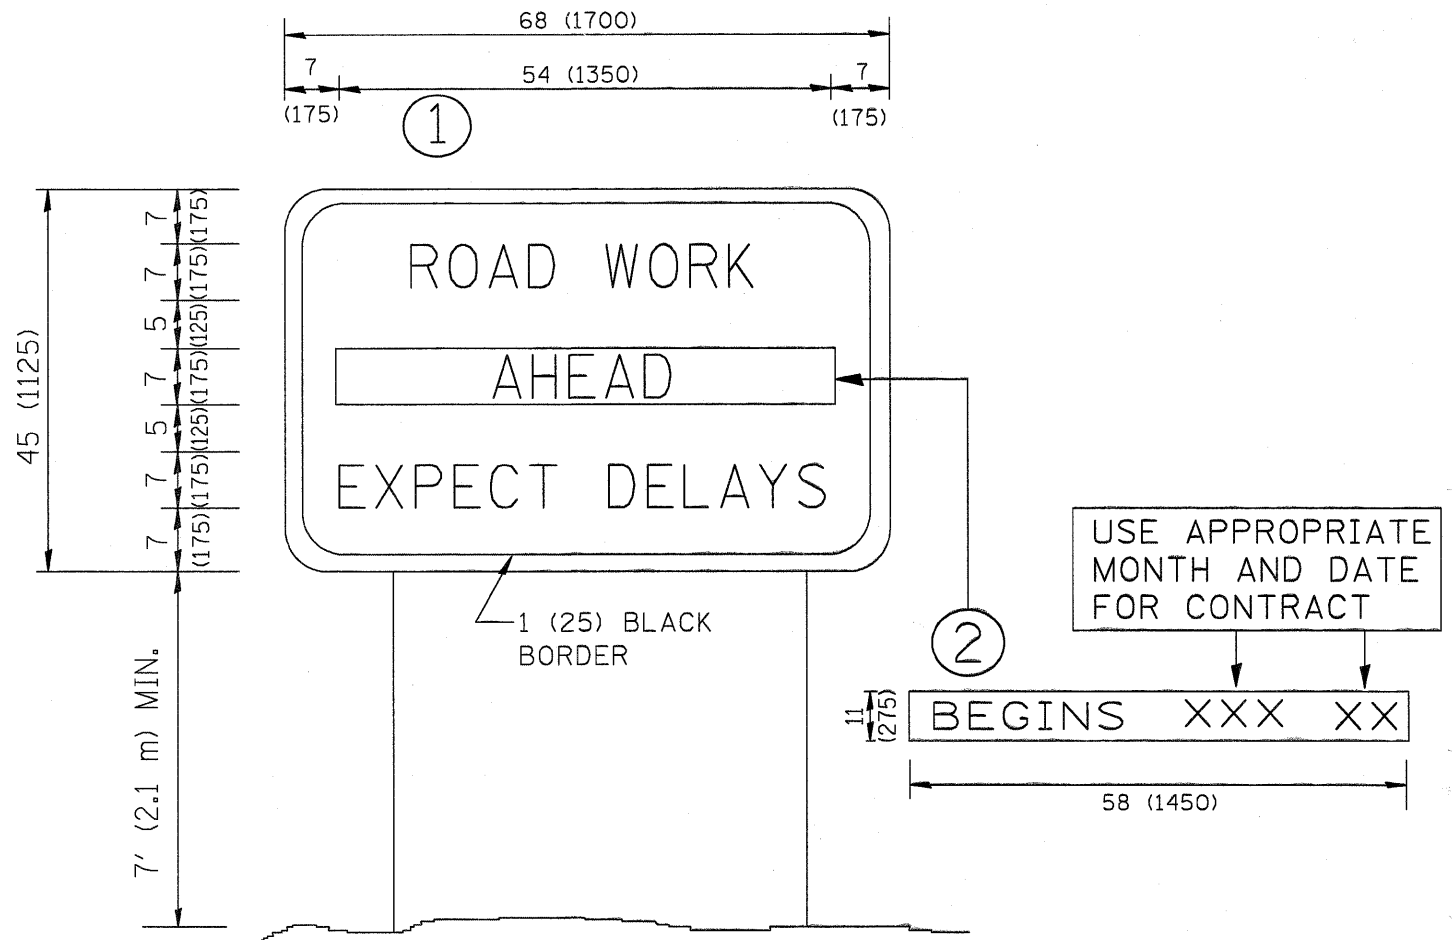 68 (1700)
7
54 (1350)
7
(175)
(175)
1
45 (1125)
7
(175)
7
(175)
5
(125)
7
(175)
5
(125)
7
(175)
7
(175)
ROAD WORK
AHEAD
EXPECT DELAYS
1 (25) BLACK
BORDER
7' (2.1 m) MIN.
2
USE APPROPRIATE
MONTH AND DATE
FOR CONTRACT
11
(275)
BEGINS XXX XX
58 (1450)